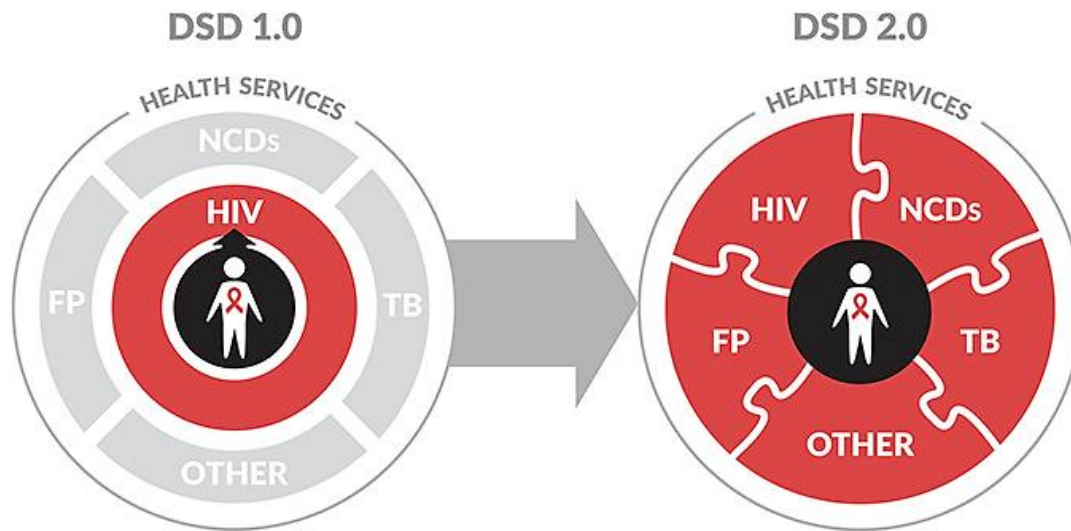 DSD 1.0
HEALTH SERVICES
NCDs
HIV
FP
TB
OTHER
DSD 2.0
HEALTH SERVICES
HIV
NCDs
FP
TB
OTHER